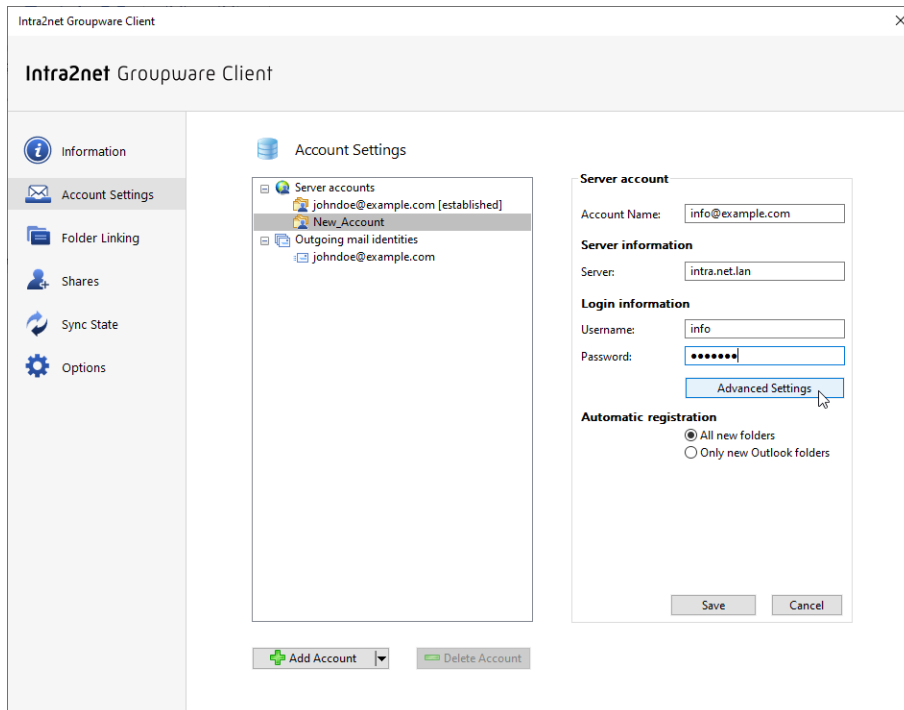 Intra2net Groupware Client
Intra2net Groupware Client
Information
Account Settings
Folder Linking
Shares
Sync State
Options
Account Settings
Server accounts
johndoe@example.com [established]
New_Account
Outgoing mail identities
johndoe@example.com
Add Account
Delete Account
Server account
Account Name: info@example.com
Server information
Server: intra.net.lan
Login information
Username: info
Password: ●●●●●●●
Advanced Settings
Automatic registration
All new folders
Only new Outlook folders
Save Cancel